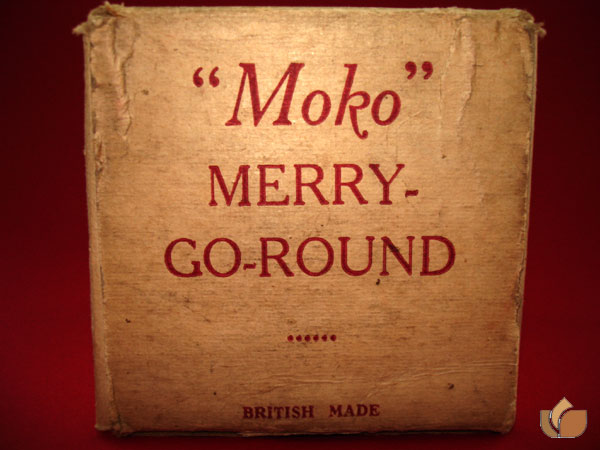 “Moko”
MERRY-
GO-ROUND
......
BRITISH MADE